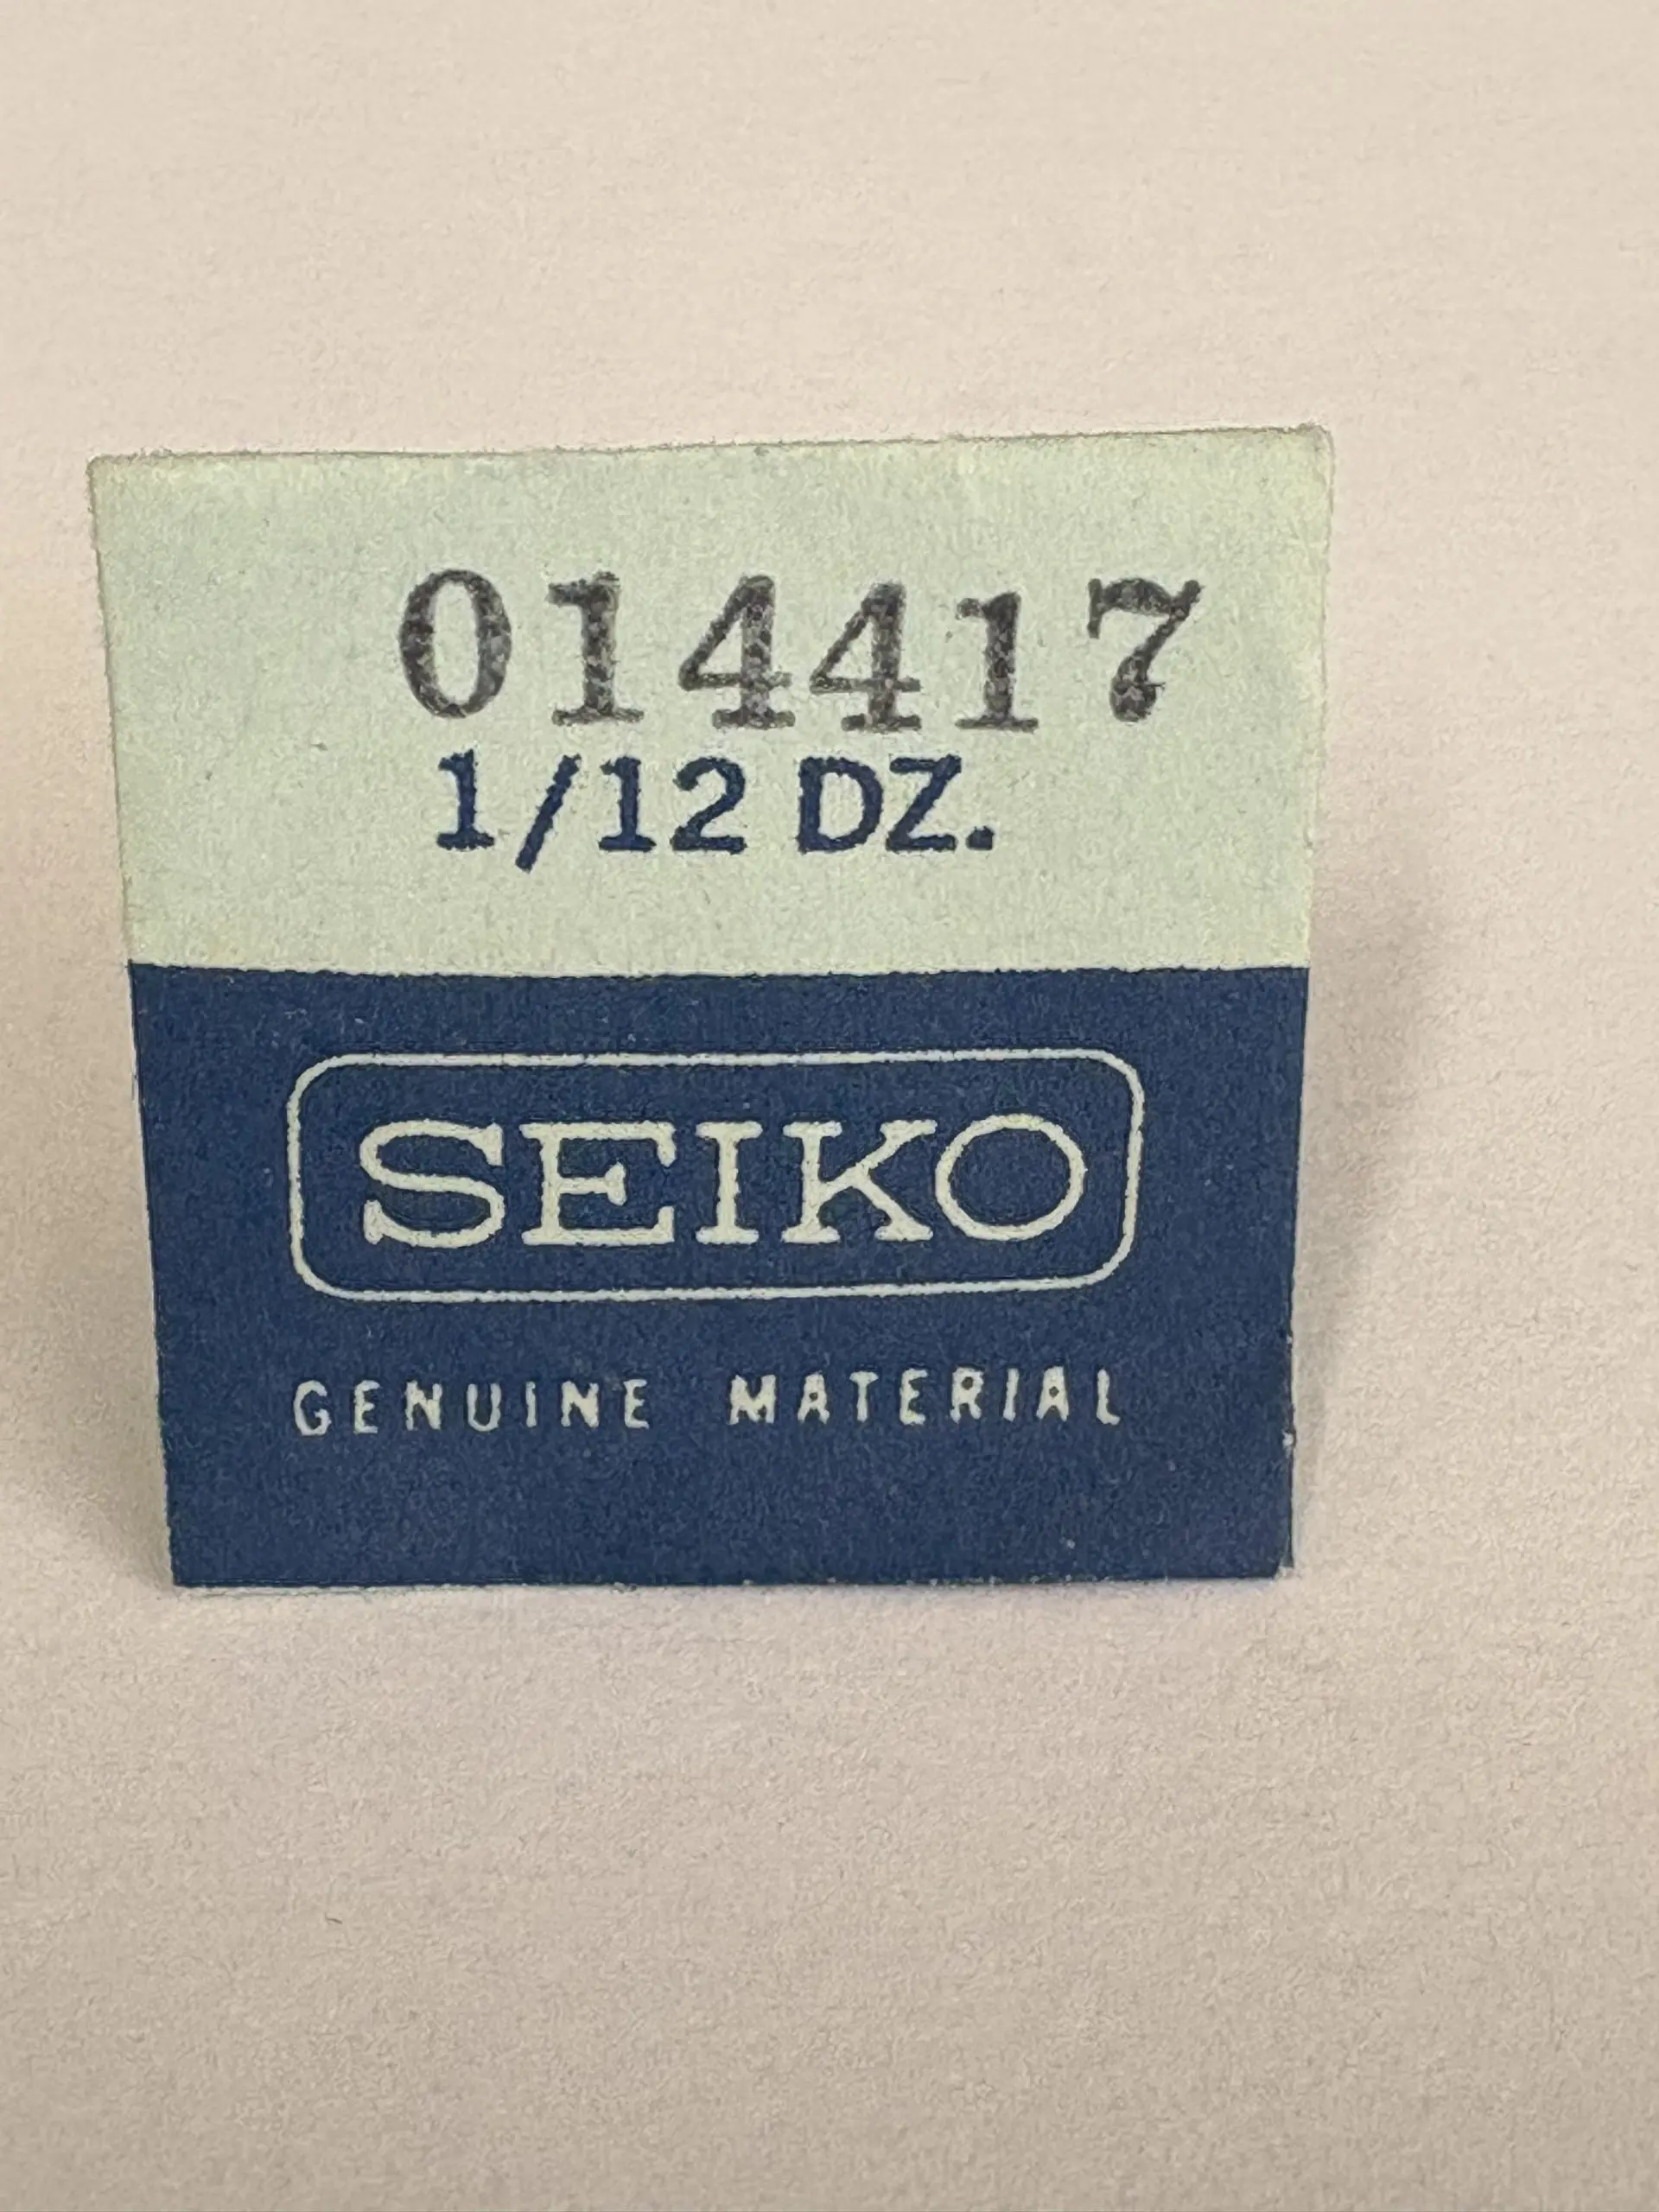 014417
1/12 DZ.
SEIKO
GENUINE MATERIAL